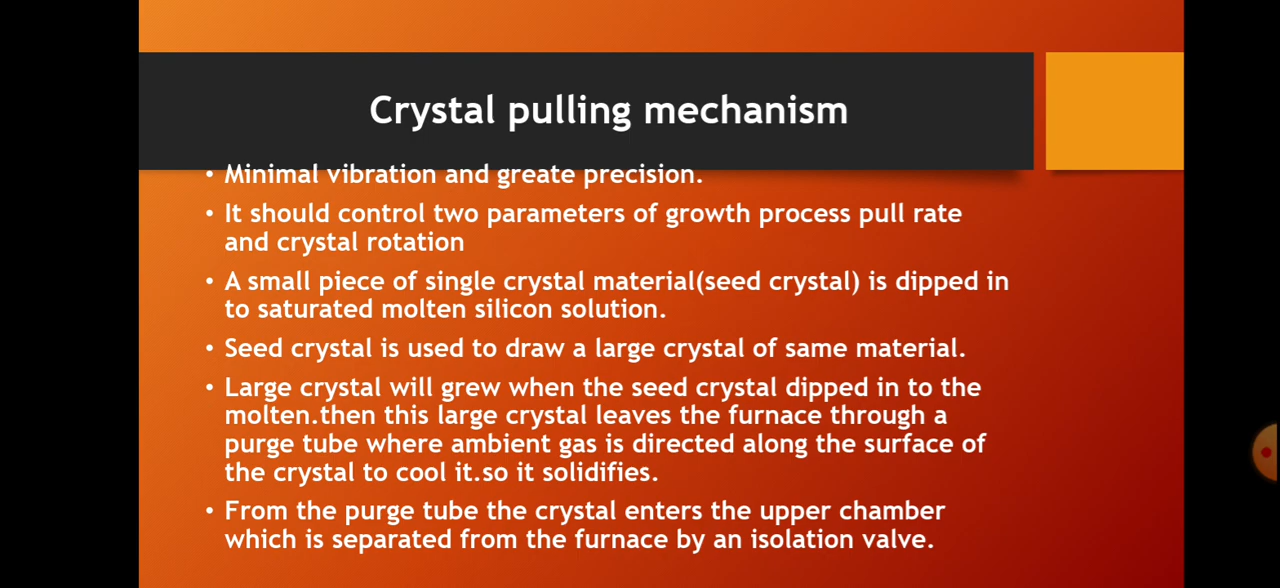 Crystal pulling mechanism
• Minimal vibration and greate precision.
• It should control two parameters of growth process pull rate
and crystal rotation
• A small piece of single crystal material(seed crystal) is dipped in
to saturated molten silicon solution.
• Seed crystal is used to draw a large crystal of same material.
• Large crystal will grew when the seed crystal dipped in to the
molten.then this large crystal leaves the furnace through a
purge tube where ambient gas is directed along the surface of
the crystal to cool it.so it solidifies.
• From the purge tube the crystal enters the upper chamber
which is separated from the furnace by an isolation valve.